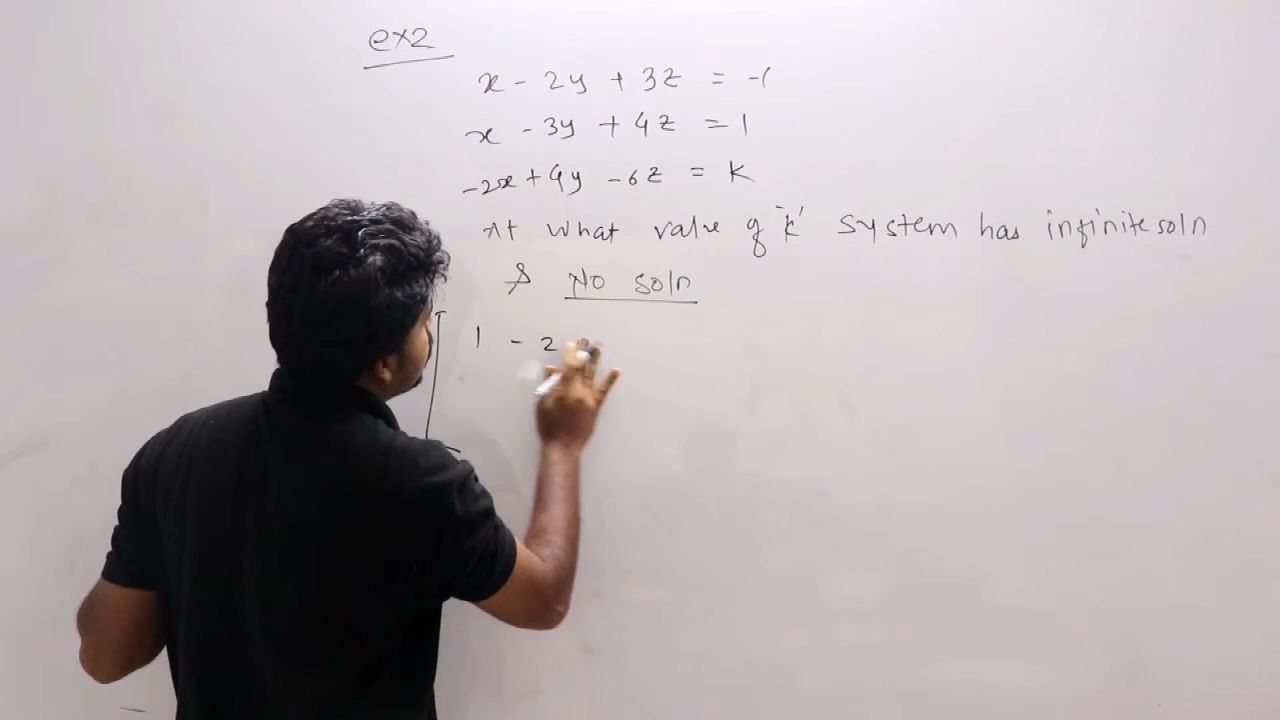 ex2
x - 2y + 3z = -1
x - 3y + 4z = 1
-2x + 4y - 6z = k
At what value of 'k' system has infinite soln
& No soln
1 - 2